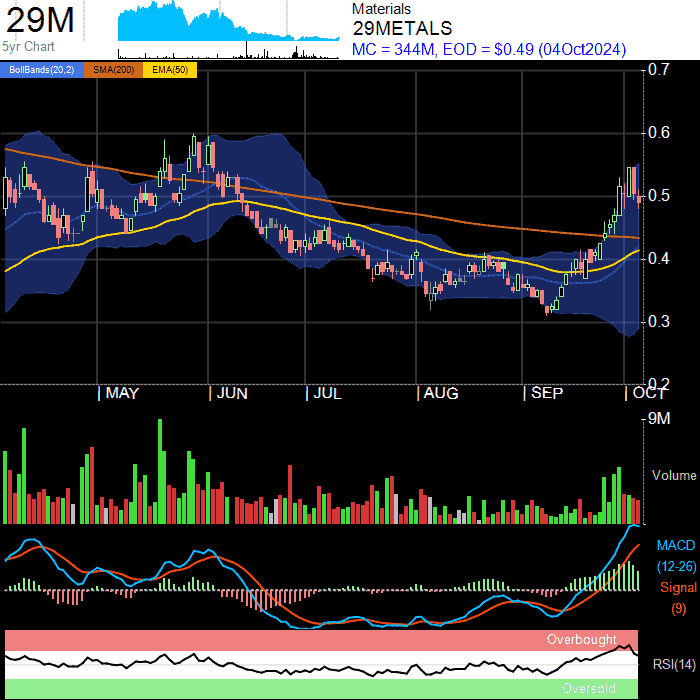 29M
5yr Chart
Materials
29METALS
MC = 344M, EOD = $0.49 (04Oct2024)
BollBands(20,2) SMA(200) EMA(50)
0.7
0.6
0.5
0.4
0.3
0.2
MAY JUN JUL AUG SEP OCT
9M
Volume
MACD
(12-26)
Signal
(9)
Overbought
RSI(14)
Oversold